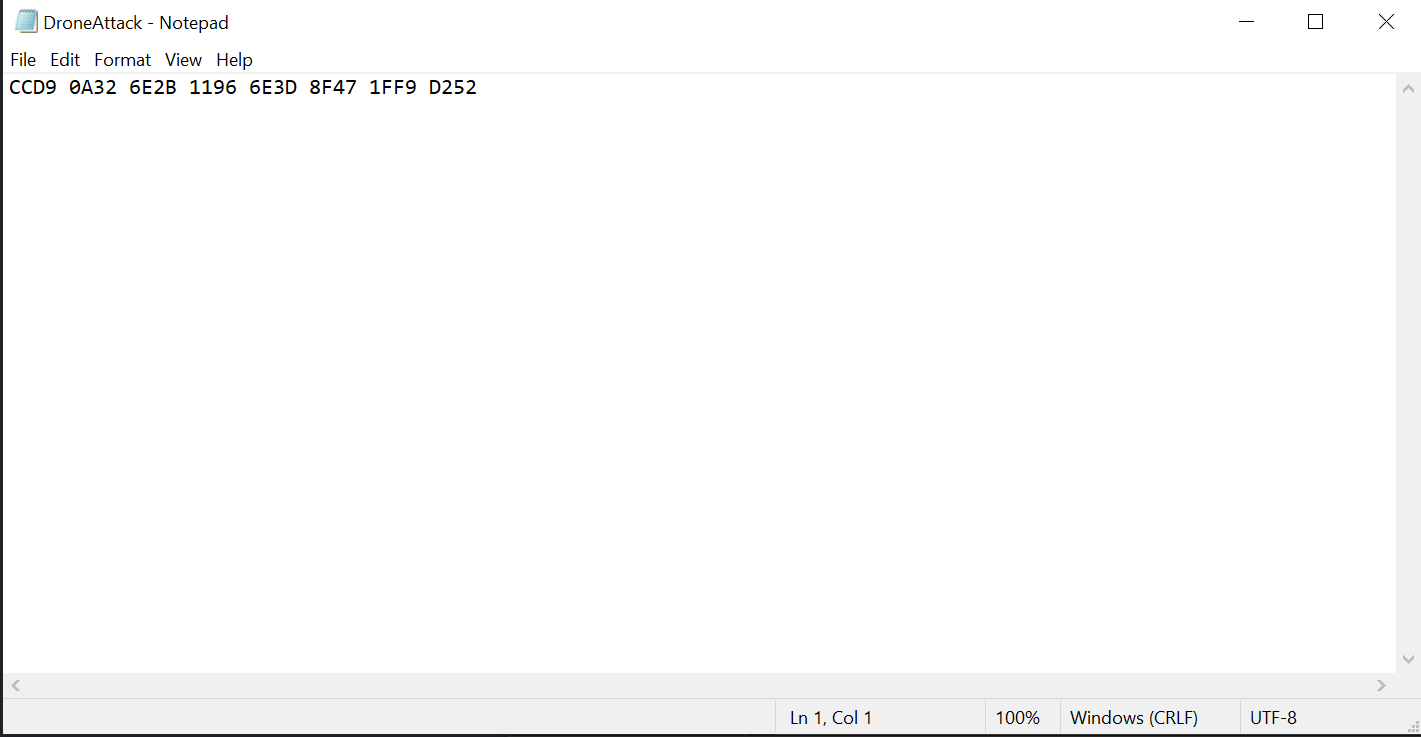 DroneAttack - Notepad
File Edit Format View Help
CCD9 0A32 6E2B 1196 6E3D 8F47 1FF9 D252
Ln 1, Col 1 100% Windows (CRLF) UTF-8